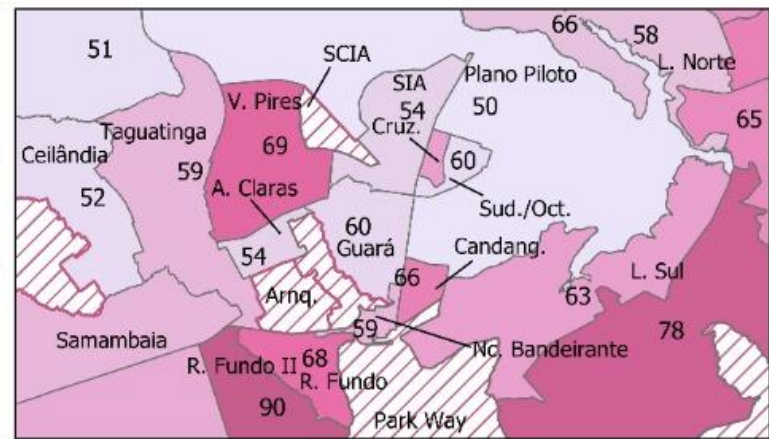 66
58
51
SCIA
L. Norte
SIA
Plano Piloto
V. Pires
54
50
Taguatinga
Cruz.
65
Ceilândia
69
60
59
A. Claras
52
Sud./Oct.
60
Guará
Candang.
54
66
L. Sul
Arnq.
63
59
78
Samambaia
Nc. Bandeirante
R. Fundo II
68
R. Fundo
90
Park Way